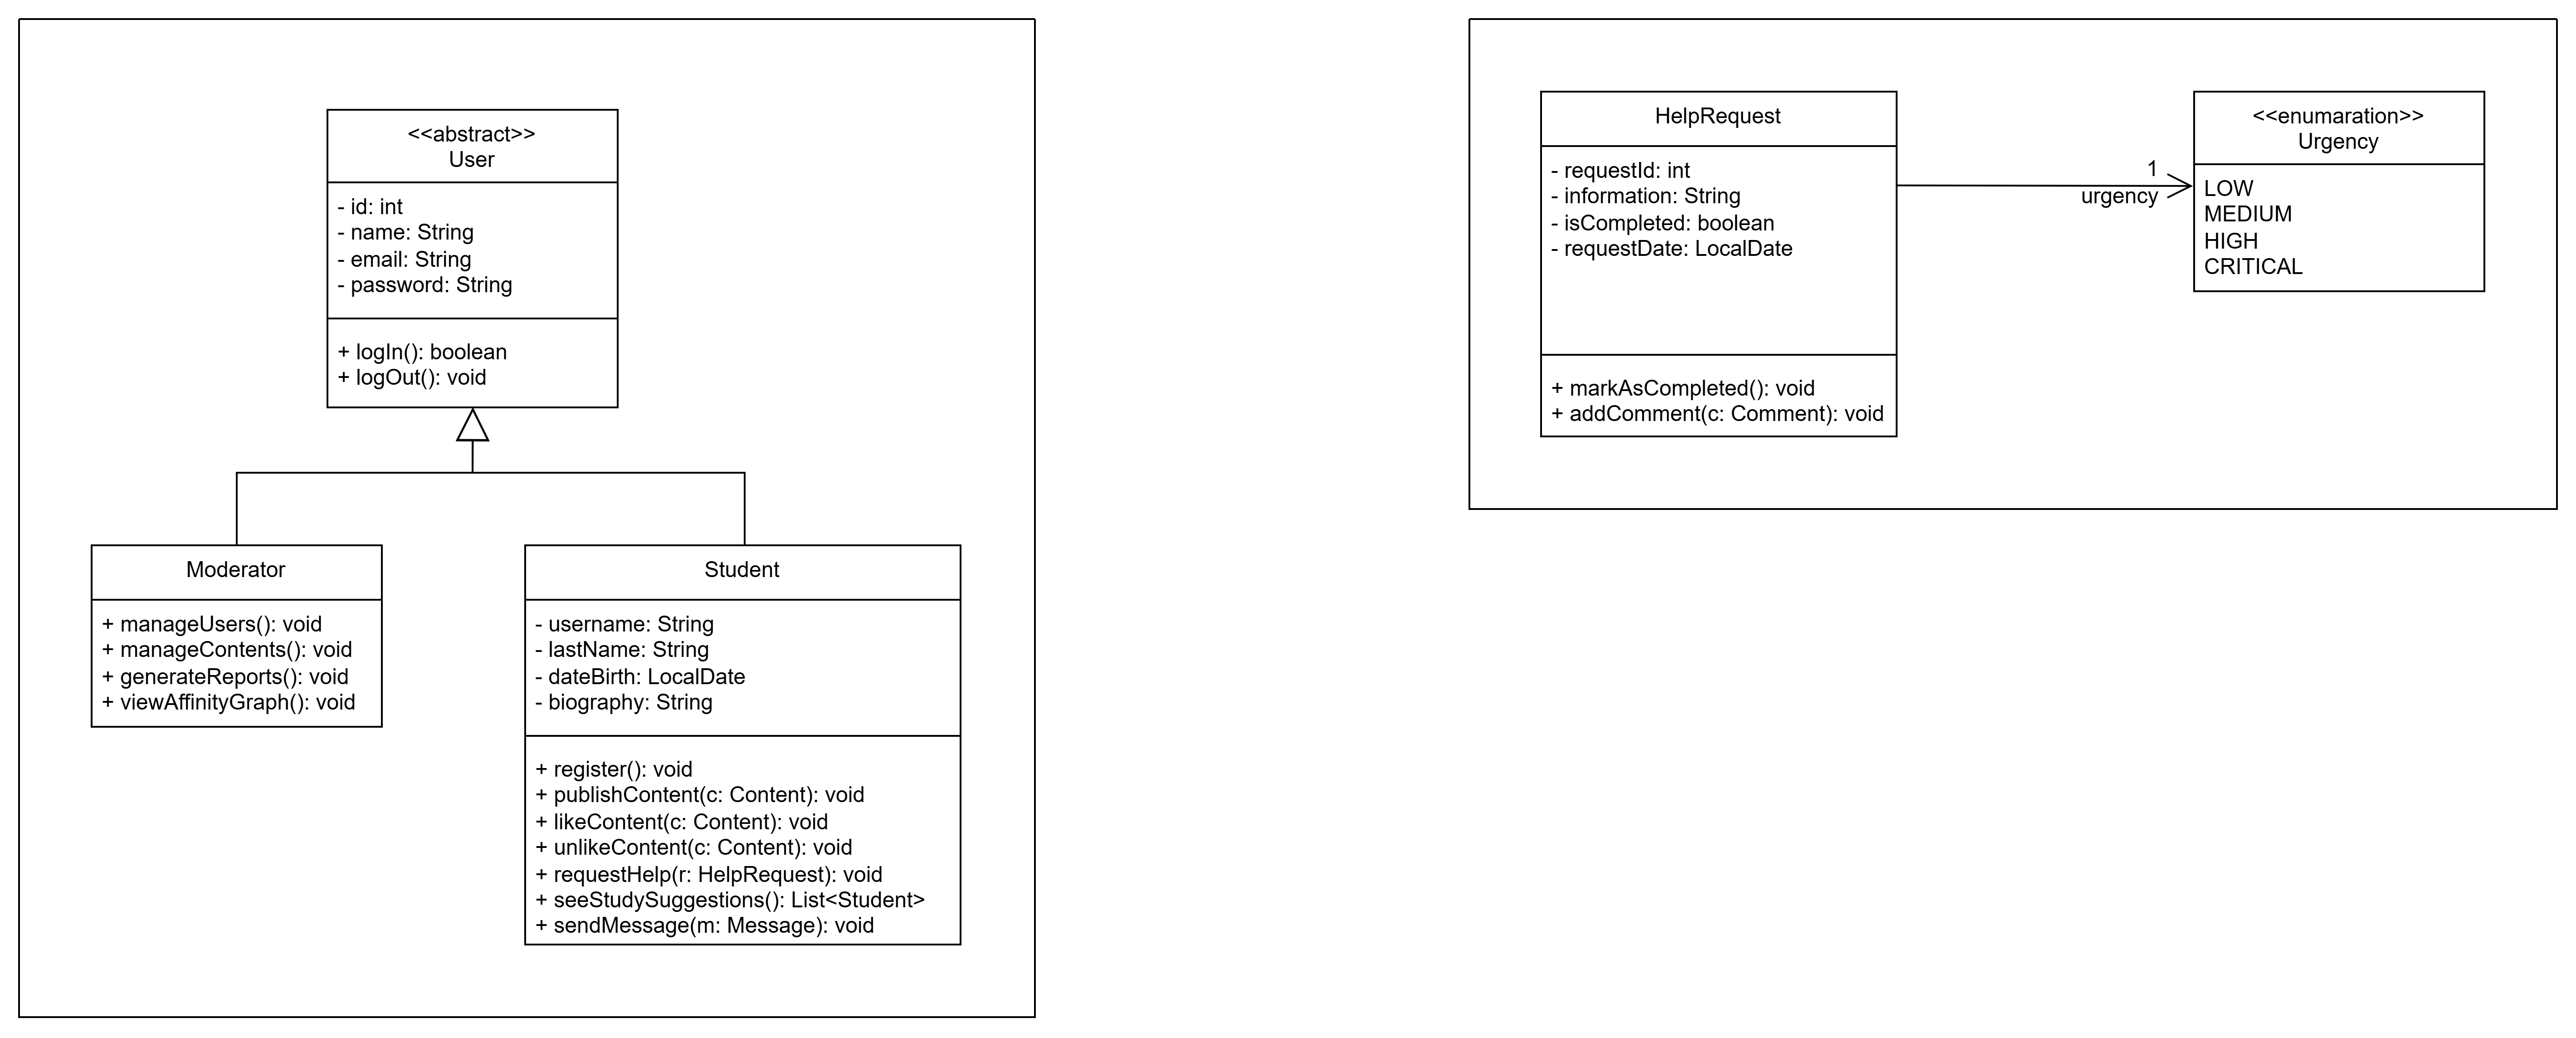 <<abstract>>
User
- id: int
- name: String
- email: String
- password: String
+ logIn(): boolean
+ logOut(): void
Moderator
+ manageUsers(): void
+ manageContents(): void
+ generateReports(): void
+ viewAffinityGraph(): void
Student
- username: String
- lastName: String
- dateBirth: LocalDate
- biography: String
+ register(): void
+ publishContent(c: Content): void
+ likeContent(c: Content): void
+ unlikeContent(c: Content): void
+ requestHelp(r: HelpRequest): void
+ seeStudySuggestions(): List<Student>
+ sendMessage(m: Message): void
HelpRequest
- requestId: int
- information: String
- isCompleted: boolean
- requestDate: LocalDate
+ markAsCompleted(): void
+ addComment(c: Comment): void
1
urgency
<<enumaration>>
Urgency
LOW
MEDIUM
HIGH
CRITICAL